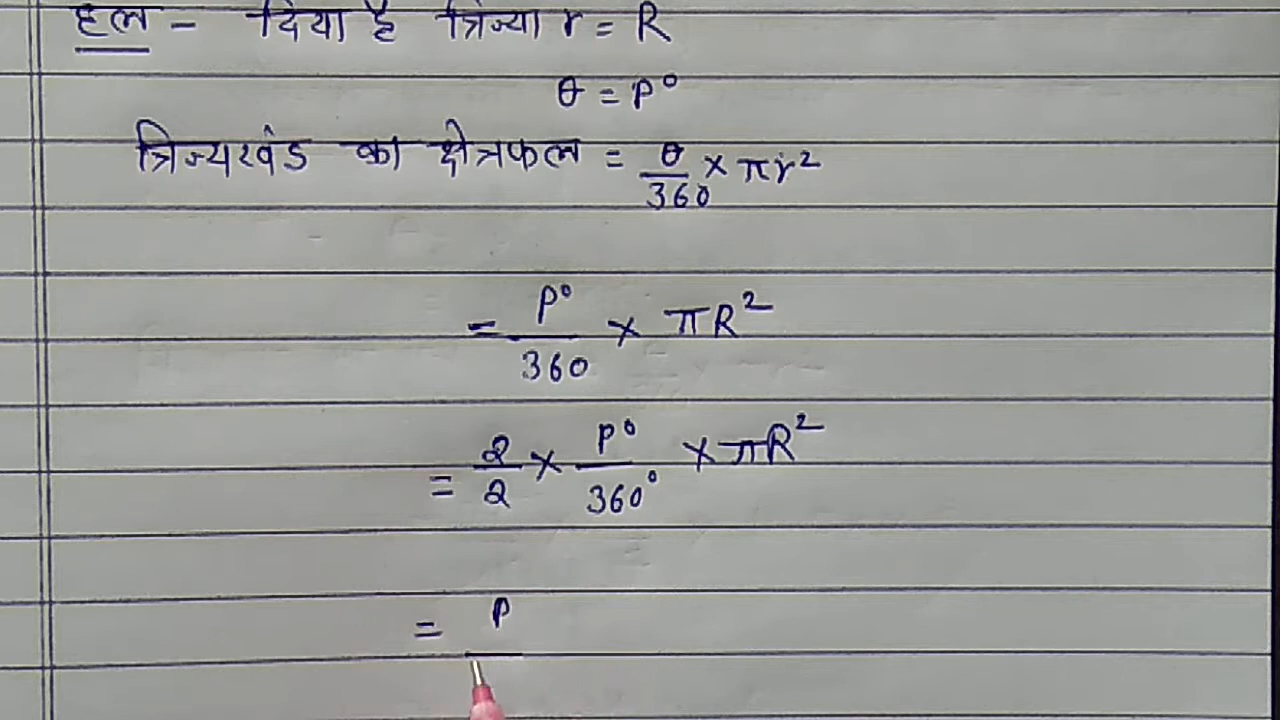 हल - दिया है त्रिज्या r = R
θ = P°
त्रिज्यखंड का क्षेत्रफल = θ/360 × πr²
= P°/360 × πR²
= 2/2 × P°/360° × πR²
= P